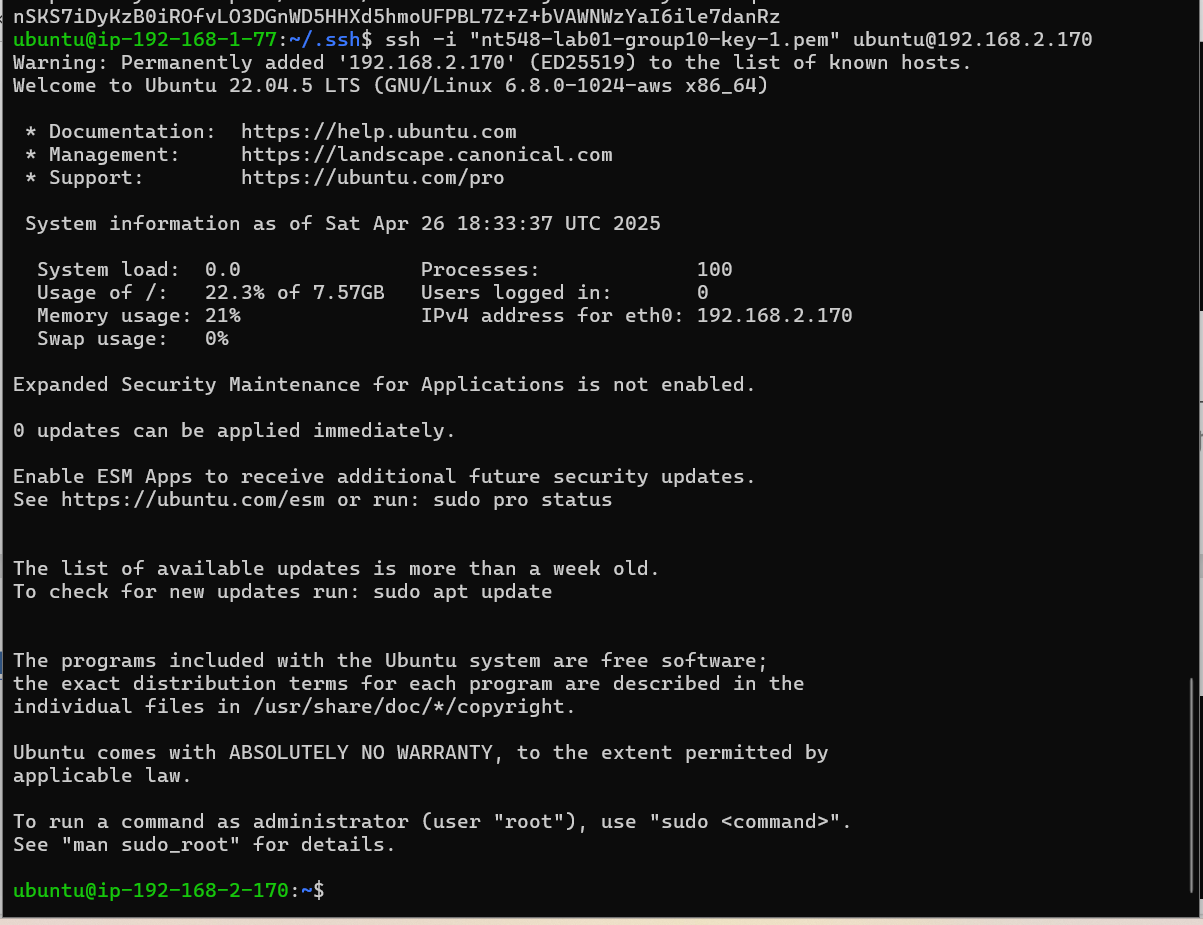 nSKS7iDyKzB0iROfvLO3DGnWD5HHXd5hmoUFPBL7Z+Z+bVAWNWzYaI6ile7danRz
ubuntu@ip-192-168-1-77:~/.ssh$ ssh -i "nt548-lab01-group10-key-1.pem" ubuntu@192.168.2.170
Warning: Permanently added '192.168.2.170' (ED25519) to the list of known hosts.
Welcome to Ubuntu 22.04.5 LTS (GNU/Linux 6.8.0-1024-aws x86_64)

 * Documentation:  https://help.ubuntu.com
 * Management:     https://landscape.canonical.com
 * Support:        https://ubuntu.com/pro

 System information as of Sat Apr 26 18:33:37 UTC 2025

  System load:  0.0               Processes:             100
  Usage of /:   22.3% of 7.57GB   Users logged in:       0
  Memory usage: 21%               IPv4 address for eth0: 192.168.2.170
  Swap usage:   0%

Expanded Security Maintenance for Applications is not enabled.

0 updates can be applied immediately.

Enable ESM Apps to receive additional future security updates.
See https://ubuntu.com/esm or run: sudo pro status


The list of available updates is more than a week old.
To check for new updates run: sudo apt update


The programs included with the Ubuntu system are free software;
the exact distribution terms for each program are described in the
individual files in /usr/share/doc/*/copyright.

Ubuntu comes with ABSOLUTELY NO WARRANTY, to the extent permitted by
applicable law.

To run a command as administrator (user "root"), use "sudo <command>".
See "man sudo_root" for details.

ubuntu@ip-192-168-2-170:~$